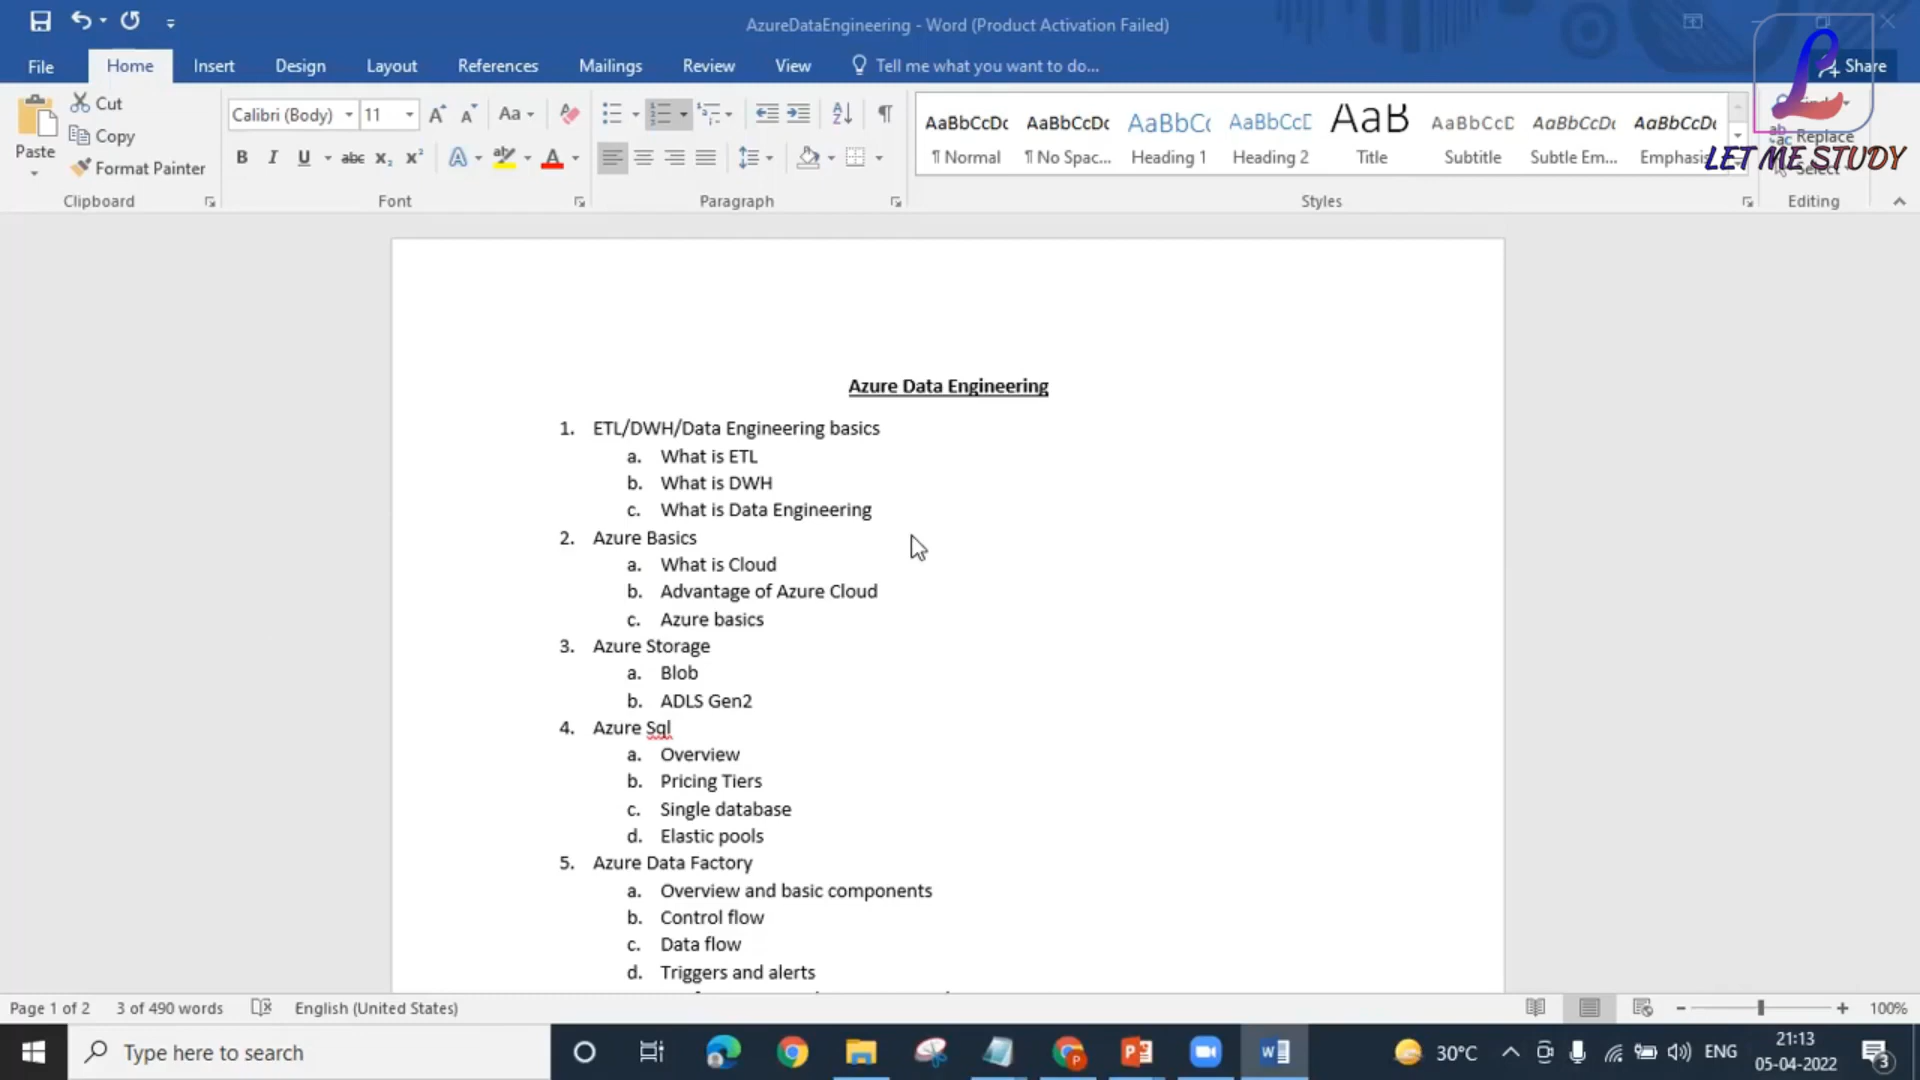 AzureDataEngineering - Word (Product Activation Failed)
File Home Insert Design Layout References Mailings Review View Tell me what you want to do... Share
Paste
Cut
Copy
Format Painter
Clipboard
Calibri (Body) 11
Font
Paragraph
AaBbCcDc AaBbCcDc AaBbCc AaBbCcD AaB AaBbCcD AaBbCcDc AaBbCcDc
¶ Normal ¶ No Spac... Heading 1 Heading 2 Title Subtitle Subtle Em... Emphasis
Styles
Replace
Select
Editing
LET ME STUDY
Azure Data Engineering
1. ETL/DWH/Data Engineering basics
a. What is ETL
b. What is DWH
c. What is Data Engineering
2. Azure Basics
a. What is Cloud
b. Advantage of Azure Cloud
c. Azure basics
3. Azure Storage
a. Blob
b. ADLS Gen2
4. Azure Sql
a. Overview
b. Pricing Tiers
c. Single database
d. Elastic pools
5. Azure Data Factory
a. Overview and basic components
b. Control flow
c. Data flow
d. Triggers and alerts
Page 1 of 2 3 of 490 words English (United States) 100%
Type here to search
30°C ENG
21:13
05-04-2022
3